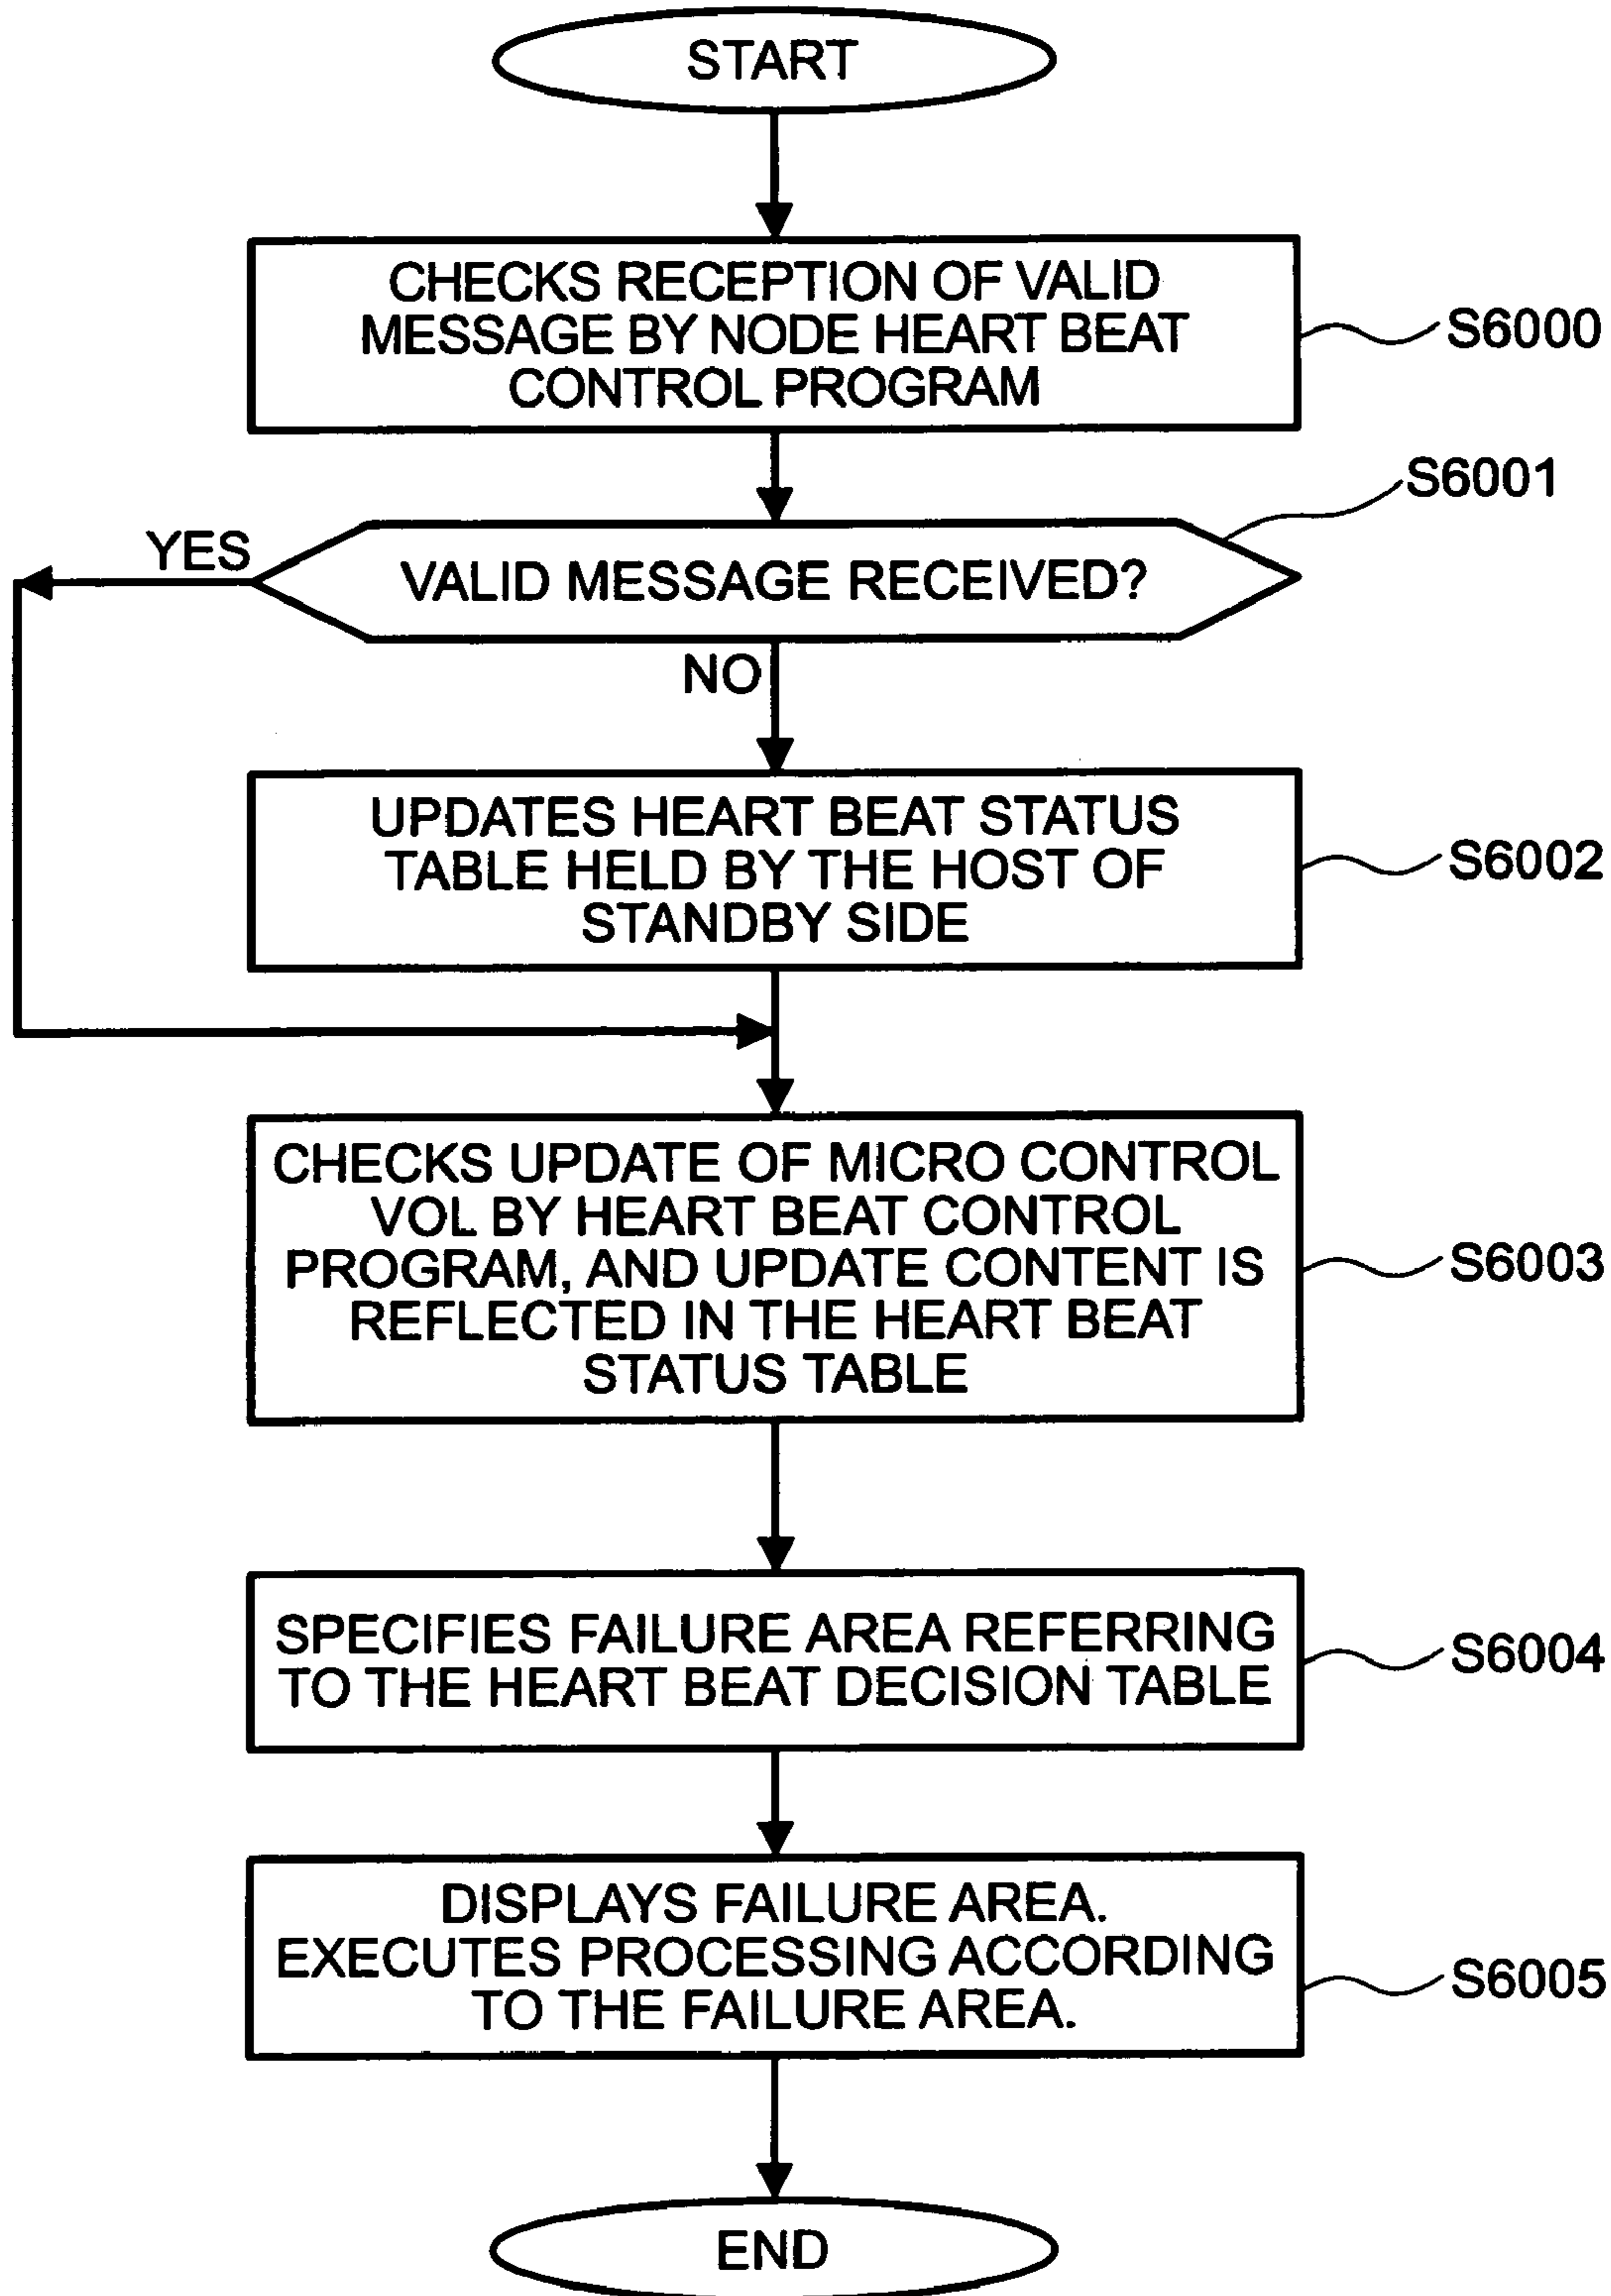 START
CHECKS RECEPTION OF VALID
MESSAGE BY NODE HEART BEAT
CONTROL PROGRAM
S6000
S6001
YES
VALID MESSAGE RECEIVED?
NO
UPDATES HEART BEAT STATUS
TABLE HELD BY THE HOST OF
STANDBY SIDE
S6002
CHECKS UPDATE OF MICRO CONTROL
VOL BY HEART BEAT CONTROL
PROGRAM, AND UPDATE CONTENT IS
REFLECTED IN THE HEART BEAT
STATUS TABLE
S6003
SPECIFIES FAILURE AREA REFERRING
TO THE HEART BEAT DECISION TABLE
S6004
DISPLAYS FAILURE AREA.
EXECUTES PROCESSING ACCORDING
TO THE FAILURE AREA.
S6005
END